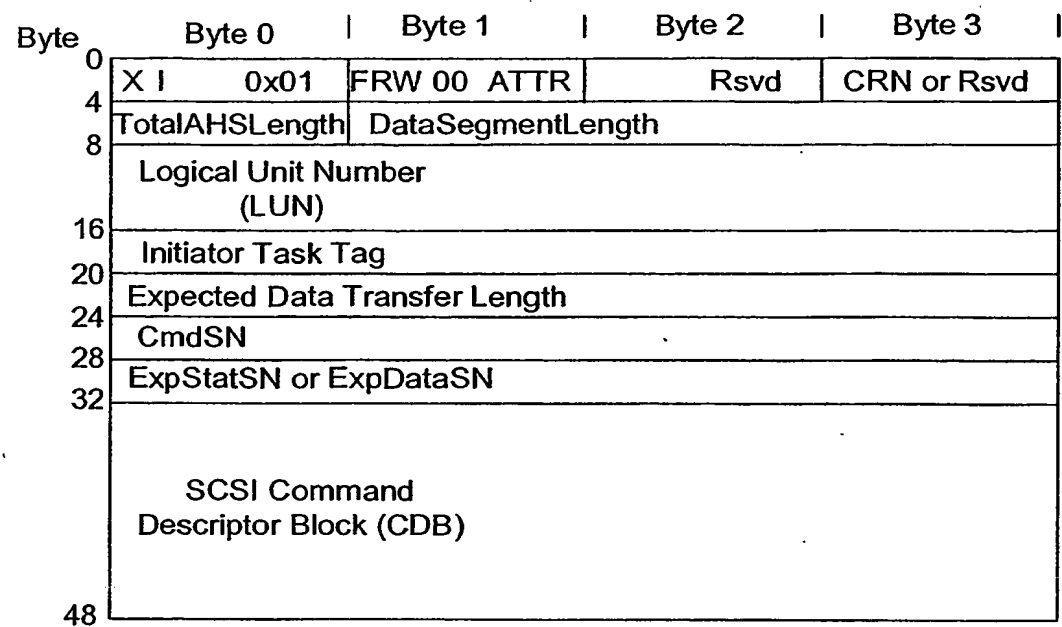 Byte Byte 0 | Byte 1 | Byte 2 | Byte 3 |
0
X I 0x01 FRW 00 ATTR Rsvd CRN or Rsvd
4
TotalAHSLength DataSegmentLength
8
Logical Unit Number
(LUN)
16
Initiator Task Tag
20
Expected Data Transfer Length
24
CmdSN
28
ExpStatSN or ExpDataSN
32
SCSI Command
Descriptor Block (CDB)
48